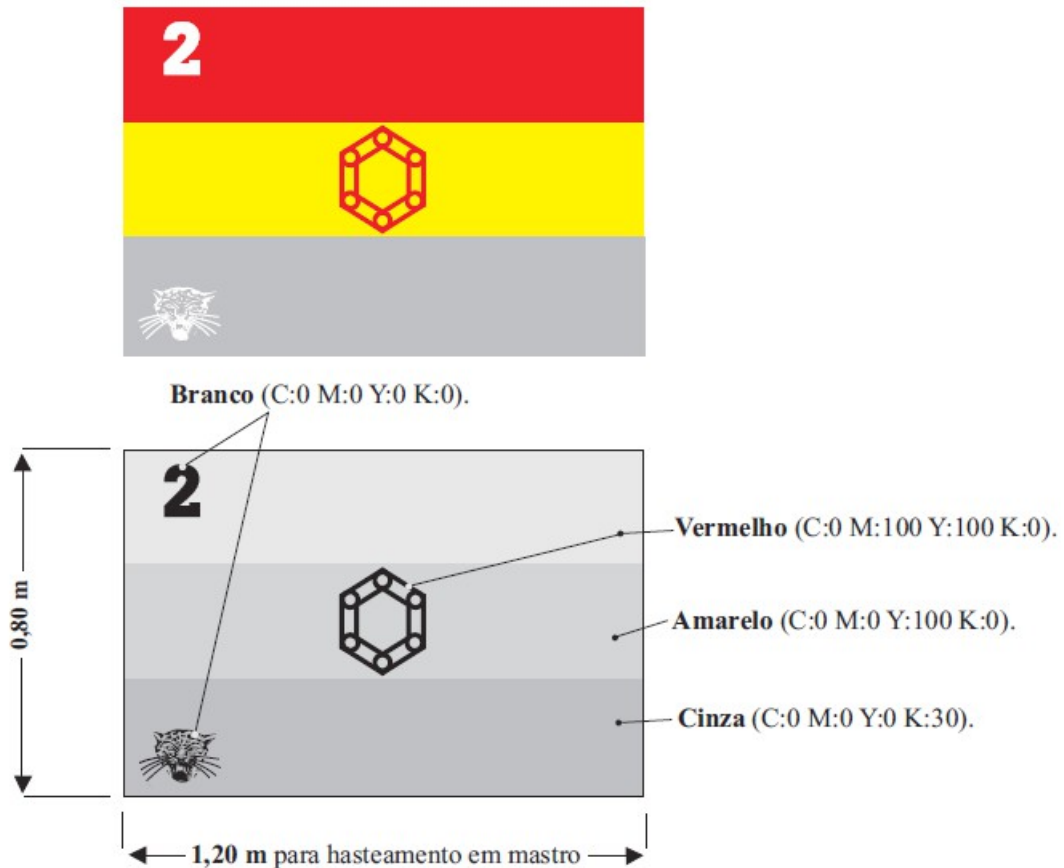 2
Branco (C:0 M:0 Y:0 K:0).
2
Vermelho (C:0 M:100 Y:100 K:0).
0,80 m
Amarelo (C:0 M:0 Y:100 K:0).
Cinza (C:0 M:0 Y:0 K:30).
1,20 m para hasteamento em mastro